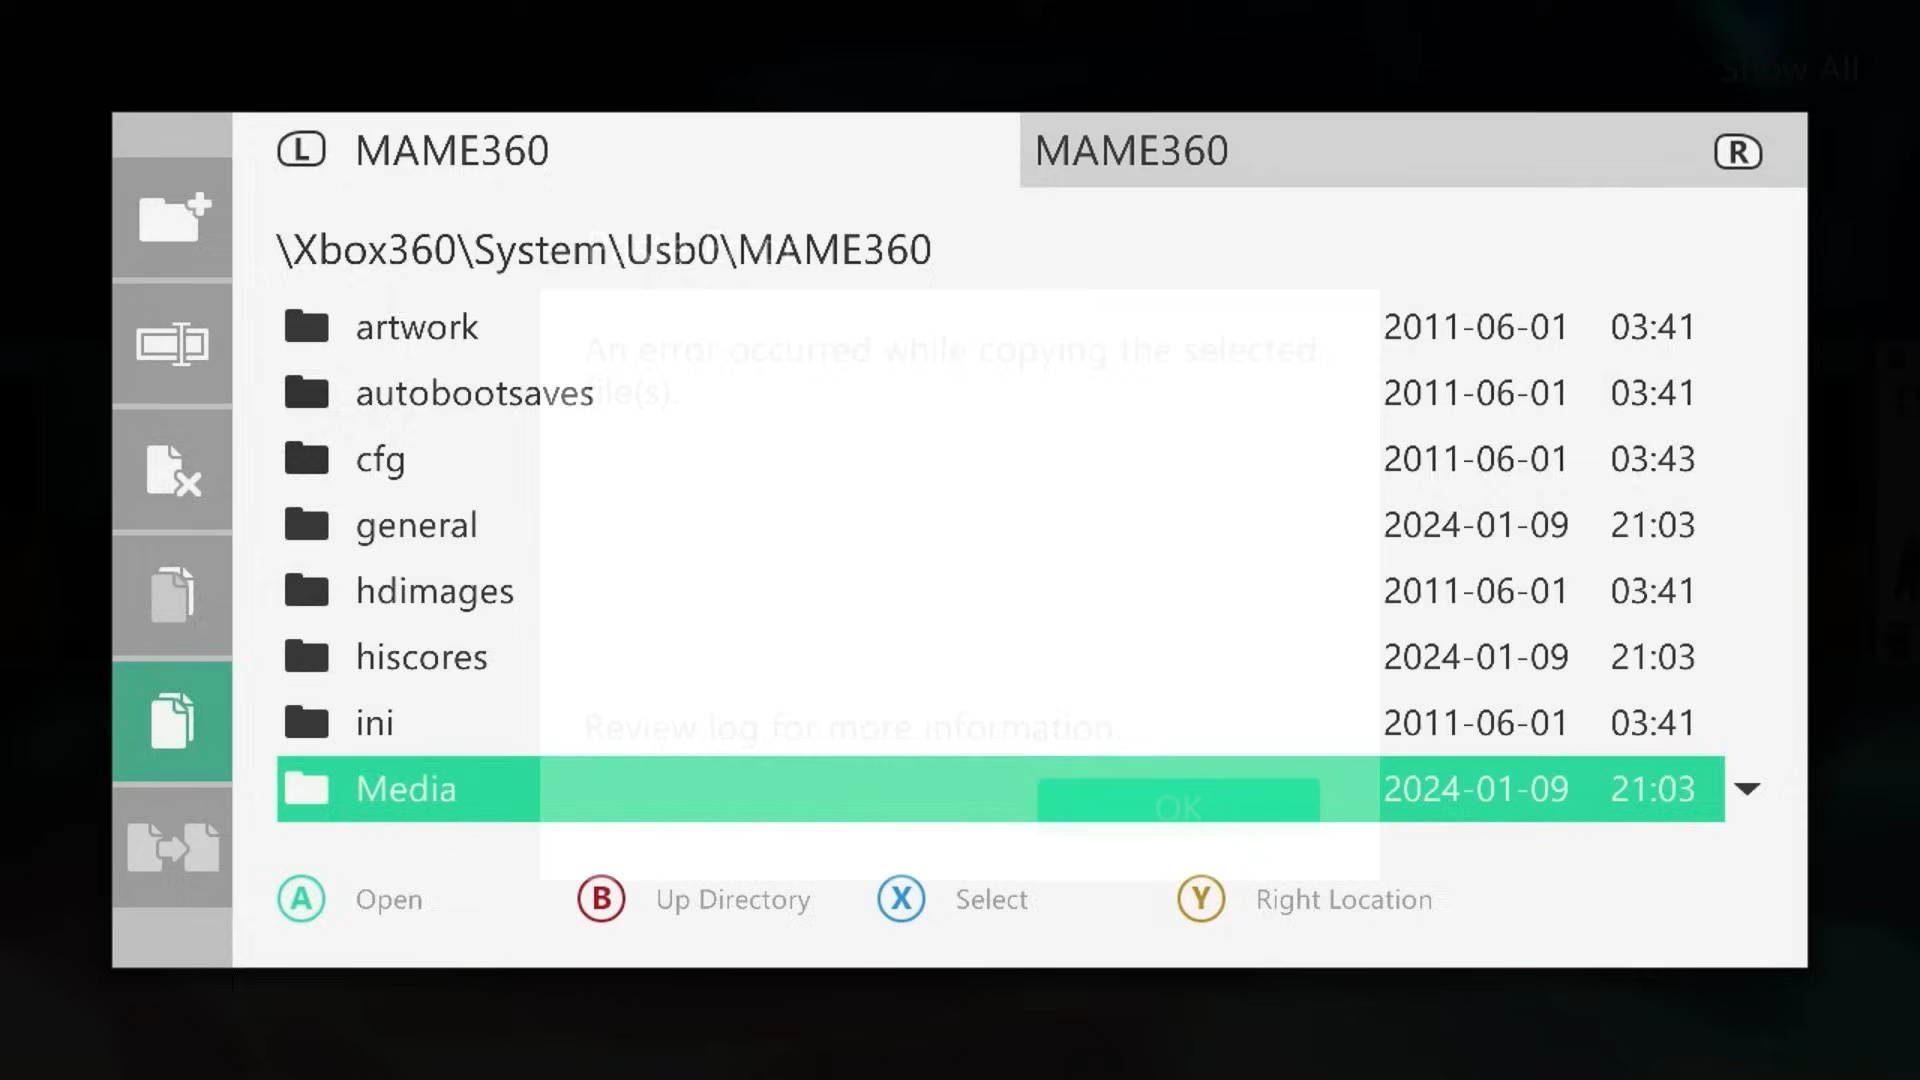 Show All
L MAME360
MAME360 R
\Xbox360\System\Usb0\MAME360
artwork 2011-06-01 03:41
An error occurred while copying the selected
file(s).
autobootsaves 2011-06-01 03:41
cfg 2011-06-01 03:43
general 2024-01-09 21:03
hdimages 2011-06-01 03:41
hiscores 2024-01-09 21:03
ini 2011-06-01 03:41
Review log for more information.
Media 2024-01-09 21:03
OK
A Open B Up Directory X Select Y Right Location